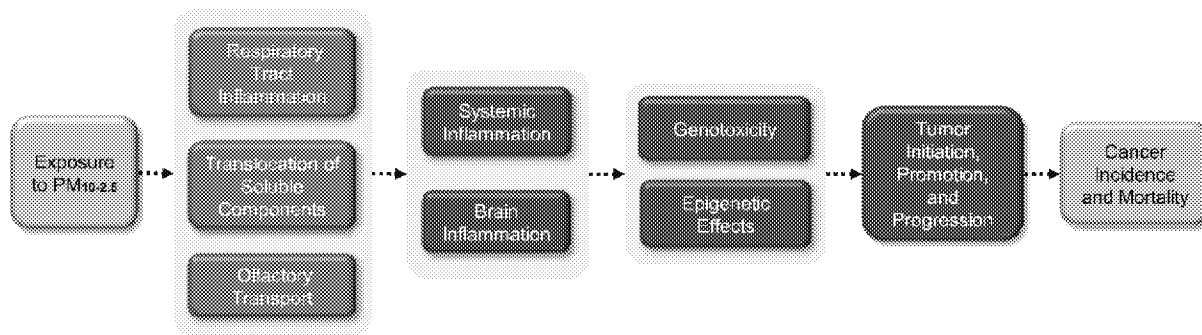 Exposure
to PM10-2.5
Respiratory
Tract
Inflammation
Translocation of
Soluble
Components
Olfactory
Transport
Systemic
Inflammation
Brain
Inflammation
Genotoxicity
Epigenetic
Effects
Tumor
Initiation,
Promotion,
and
Progression
Cancer
Incidence
and Mortality